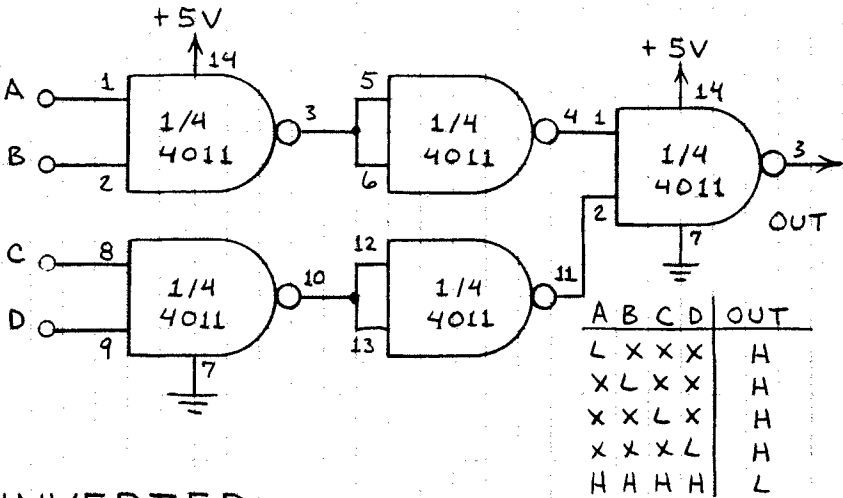 +5V
14
+5V
14
A 1
1/4
4011
3
5
1/4
4011
4 1
1/4
4011
3
B 2
6
2
OUT
7
C 8
1/4
4011
10
12
1/4
4011
11
D 9
13
7
A B C D OUT
L X X X H
X L X X H
X X L X H
X X X L H
H H H H L
INVERTER